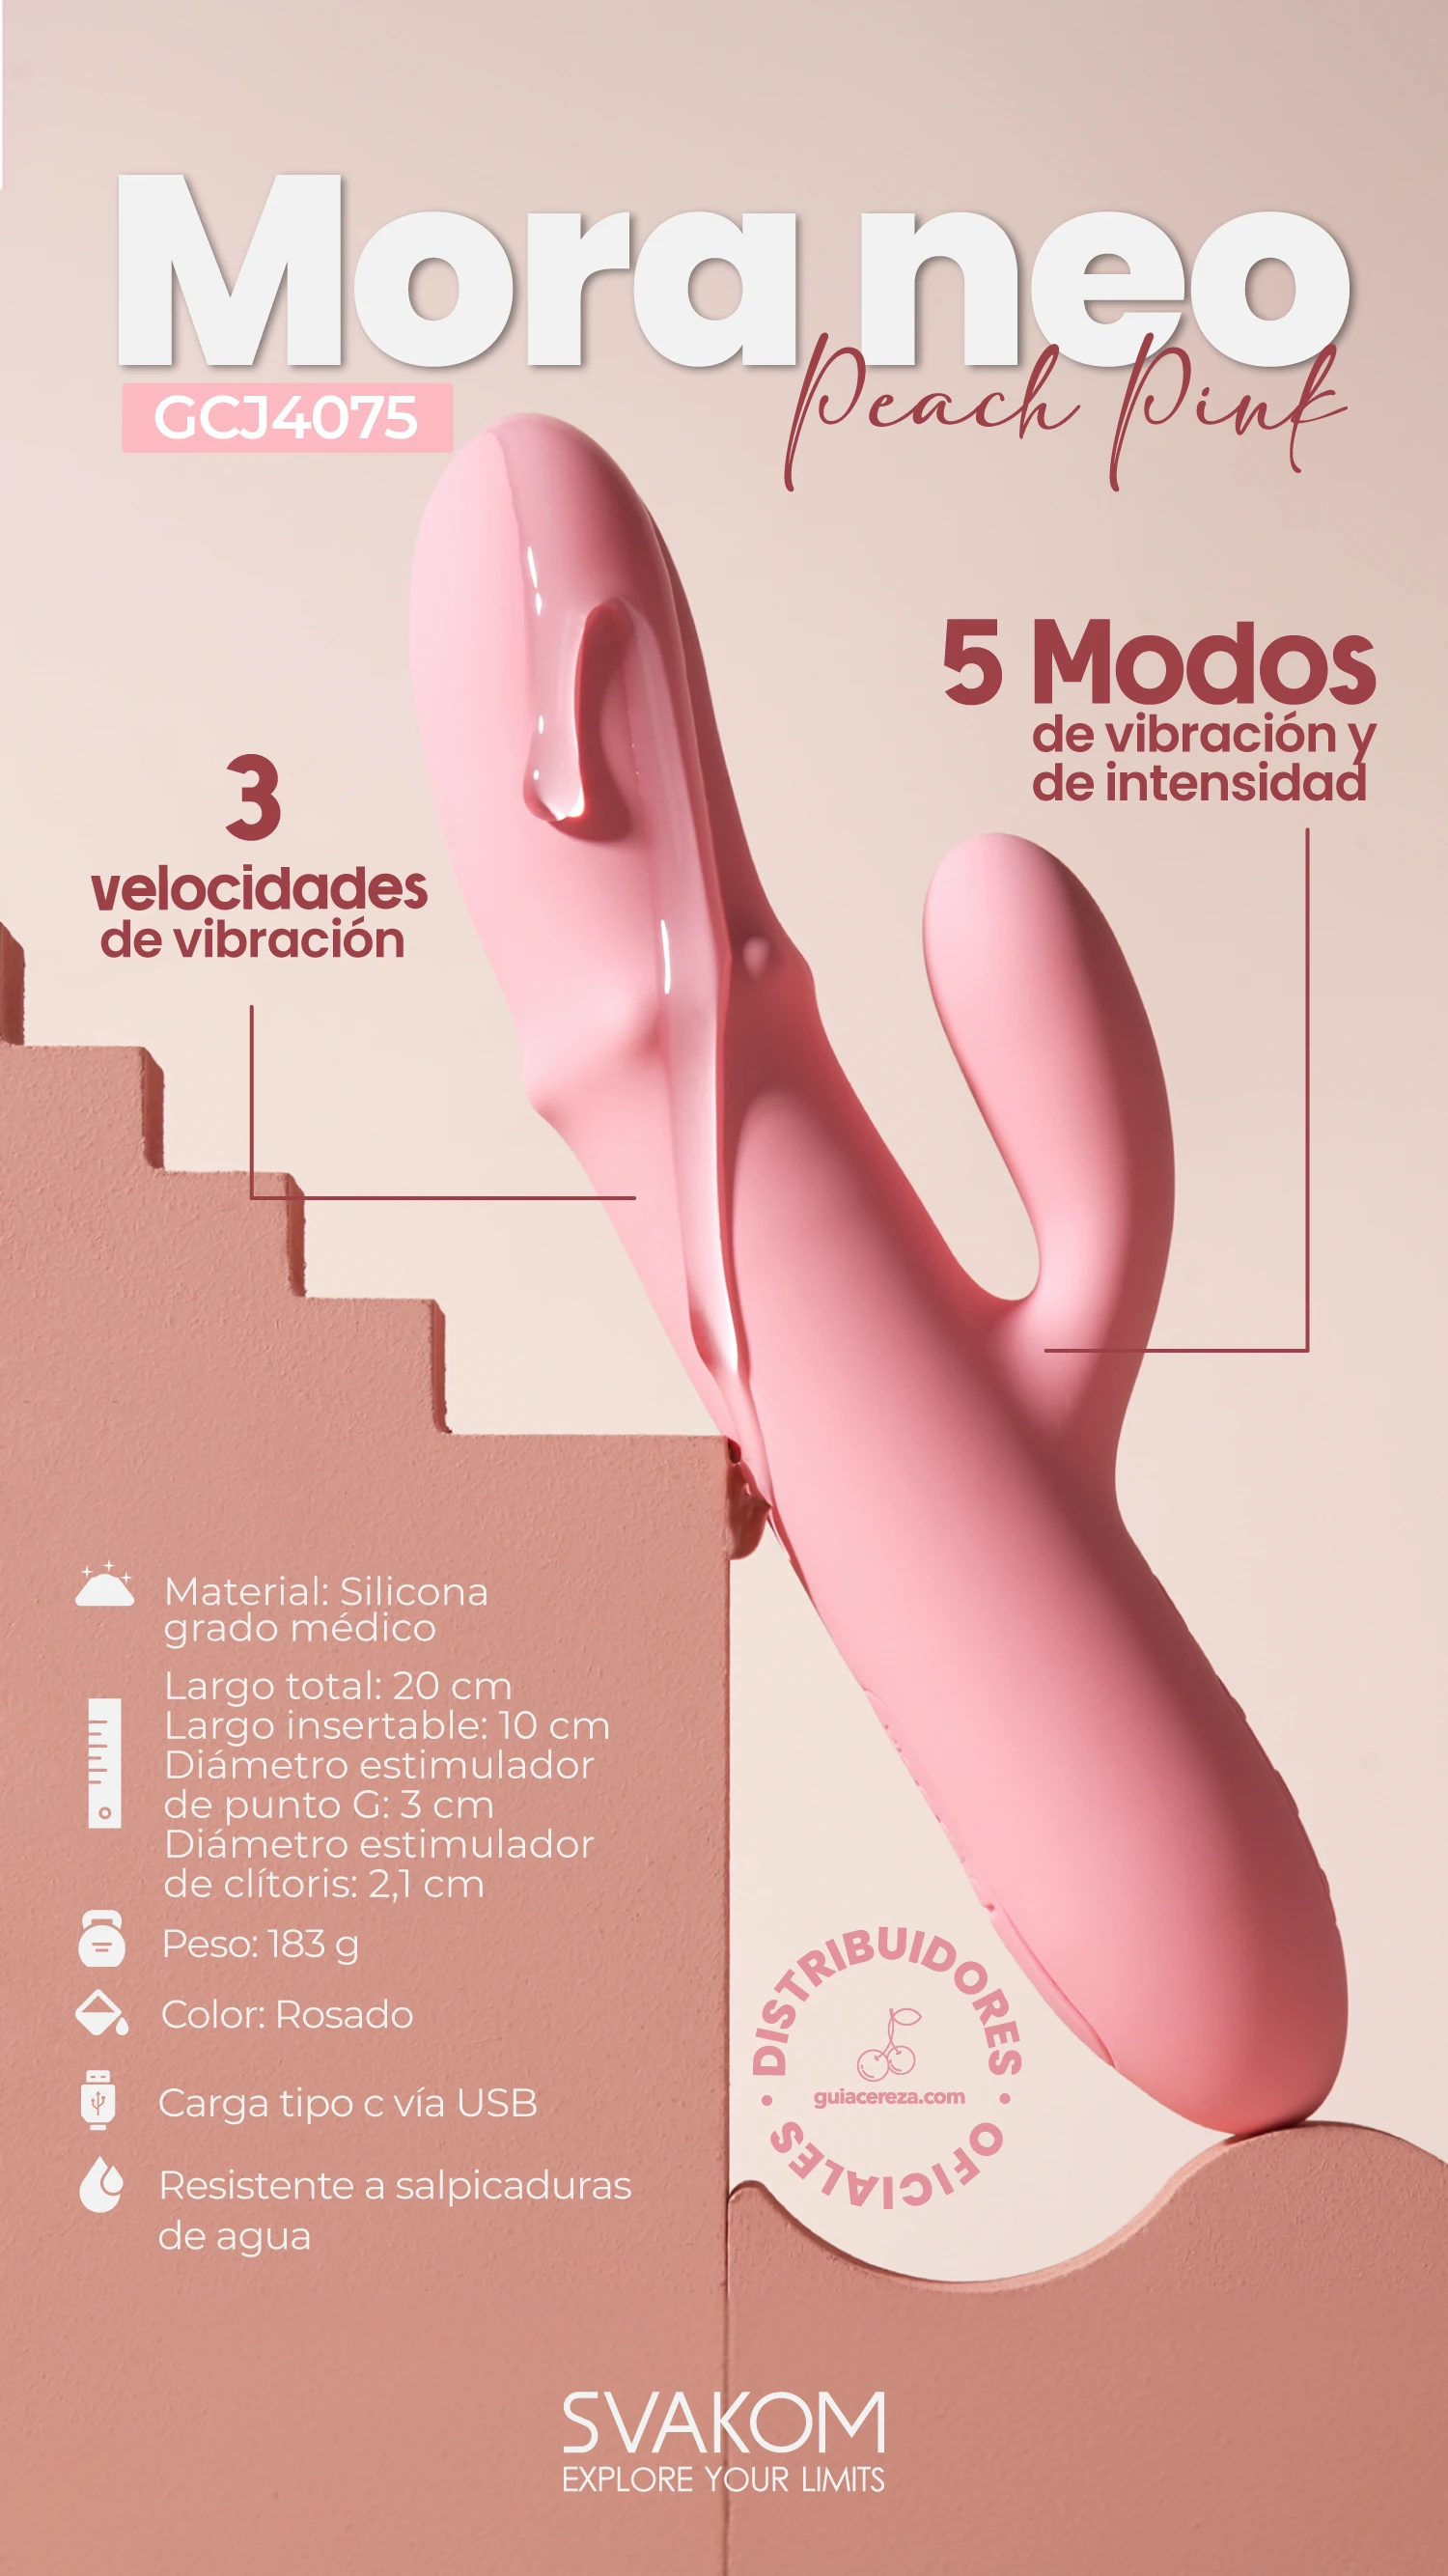 Mora neo
GCJ4075
Peach Pink
5 Modos
de vibración y
de intensidad
3
velocidades
de vibración
Material: Silicona
grado médico
Largo total: 20 cm
Largo insertable: 10 cm
Diámetro estimulador
de punto G: 3 cm
Diámetro estimulador
de clítoris: 2,1 cm
Peso: 183 g
Color: Rosado
Carga tipo c vía USB
Resistente a salpicaduras
de agua
DISTRIBUIDORES
guiacereza.com
OFICIALES
SVAKOM
EXPLORE YOUR LIMITS